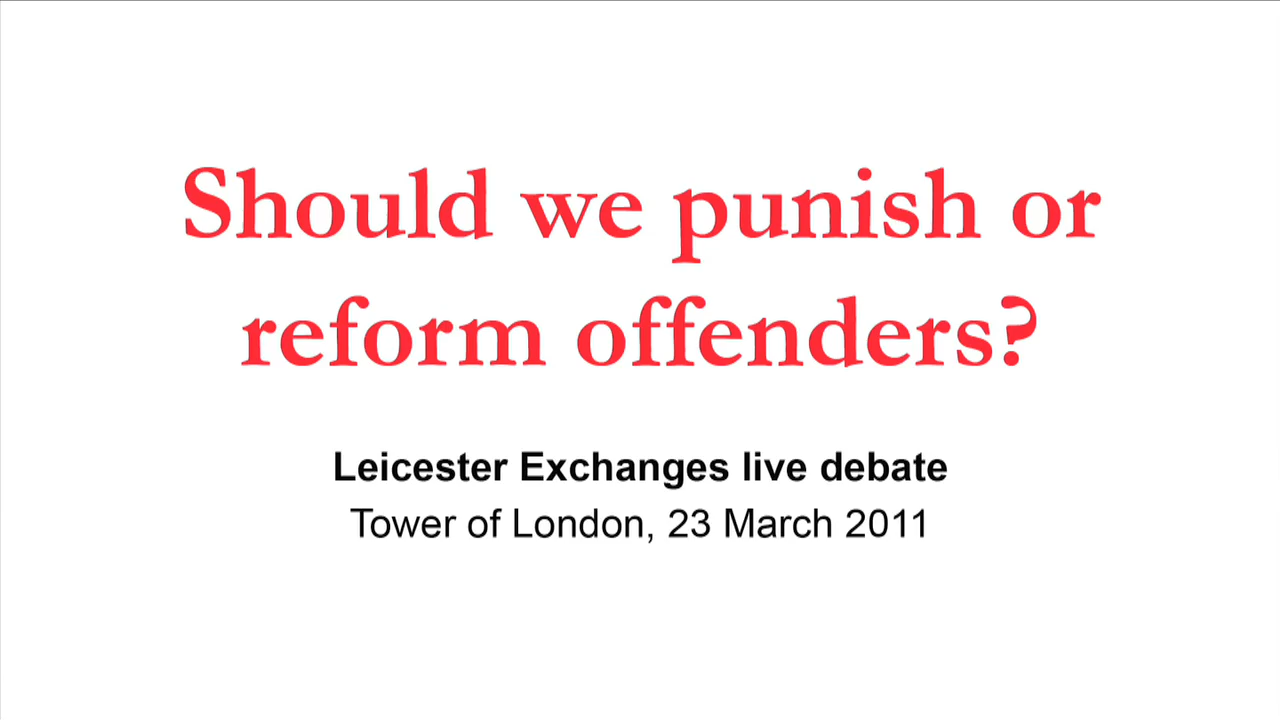 Should we punish or
reform offenders?
Leicester Exchanges live debate
Tower of London, 23 March 2011